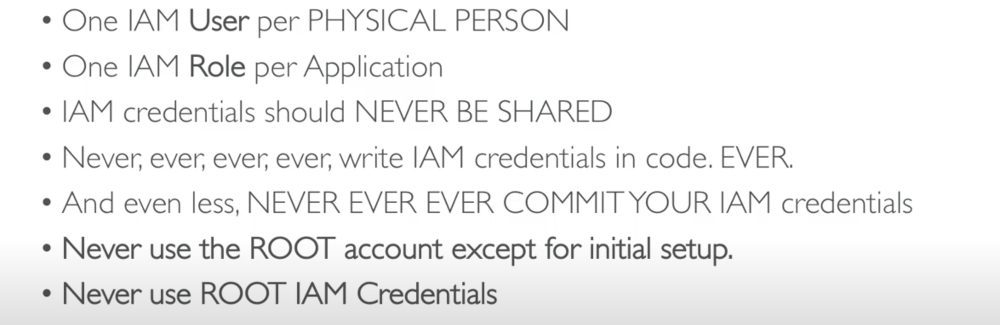 • One IAM User per PHYSICAL PERSON
• One IAM Role per Application
• IAM credentials should NEVER BE SHARED
• Never, ever, ever, ever, write IAM credentials in code. EVER.
• And even less, NEVER EVER EVER COMMIT YOUR IAM credentials
• Never use the ROOT account except for initial setup.
• Never use ROOT IAM Credentials